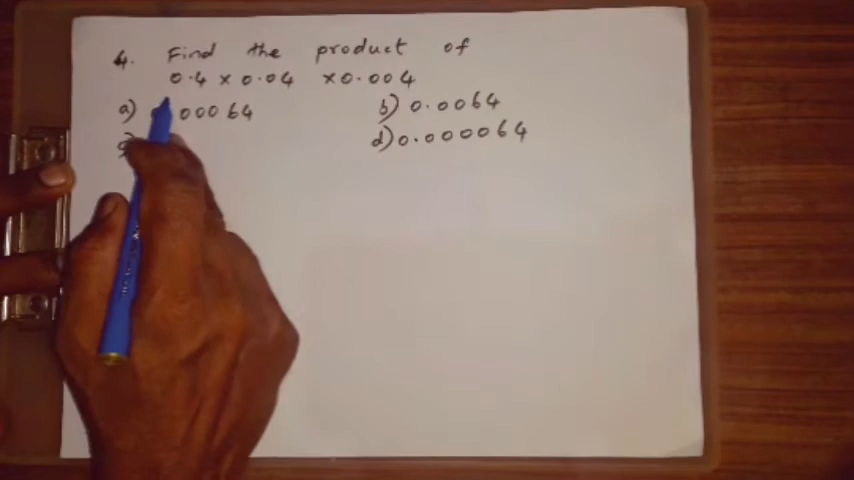 4. Find the product of
0.4 × 0.04 × 0.004
a) 00064 b) 0.0064
d) 0.000064